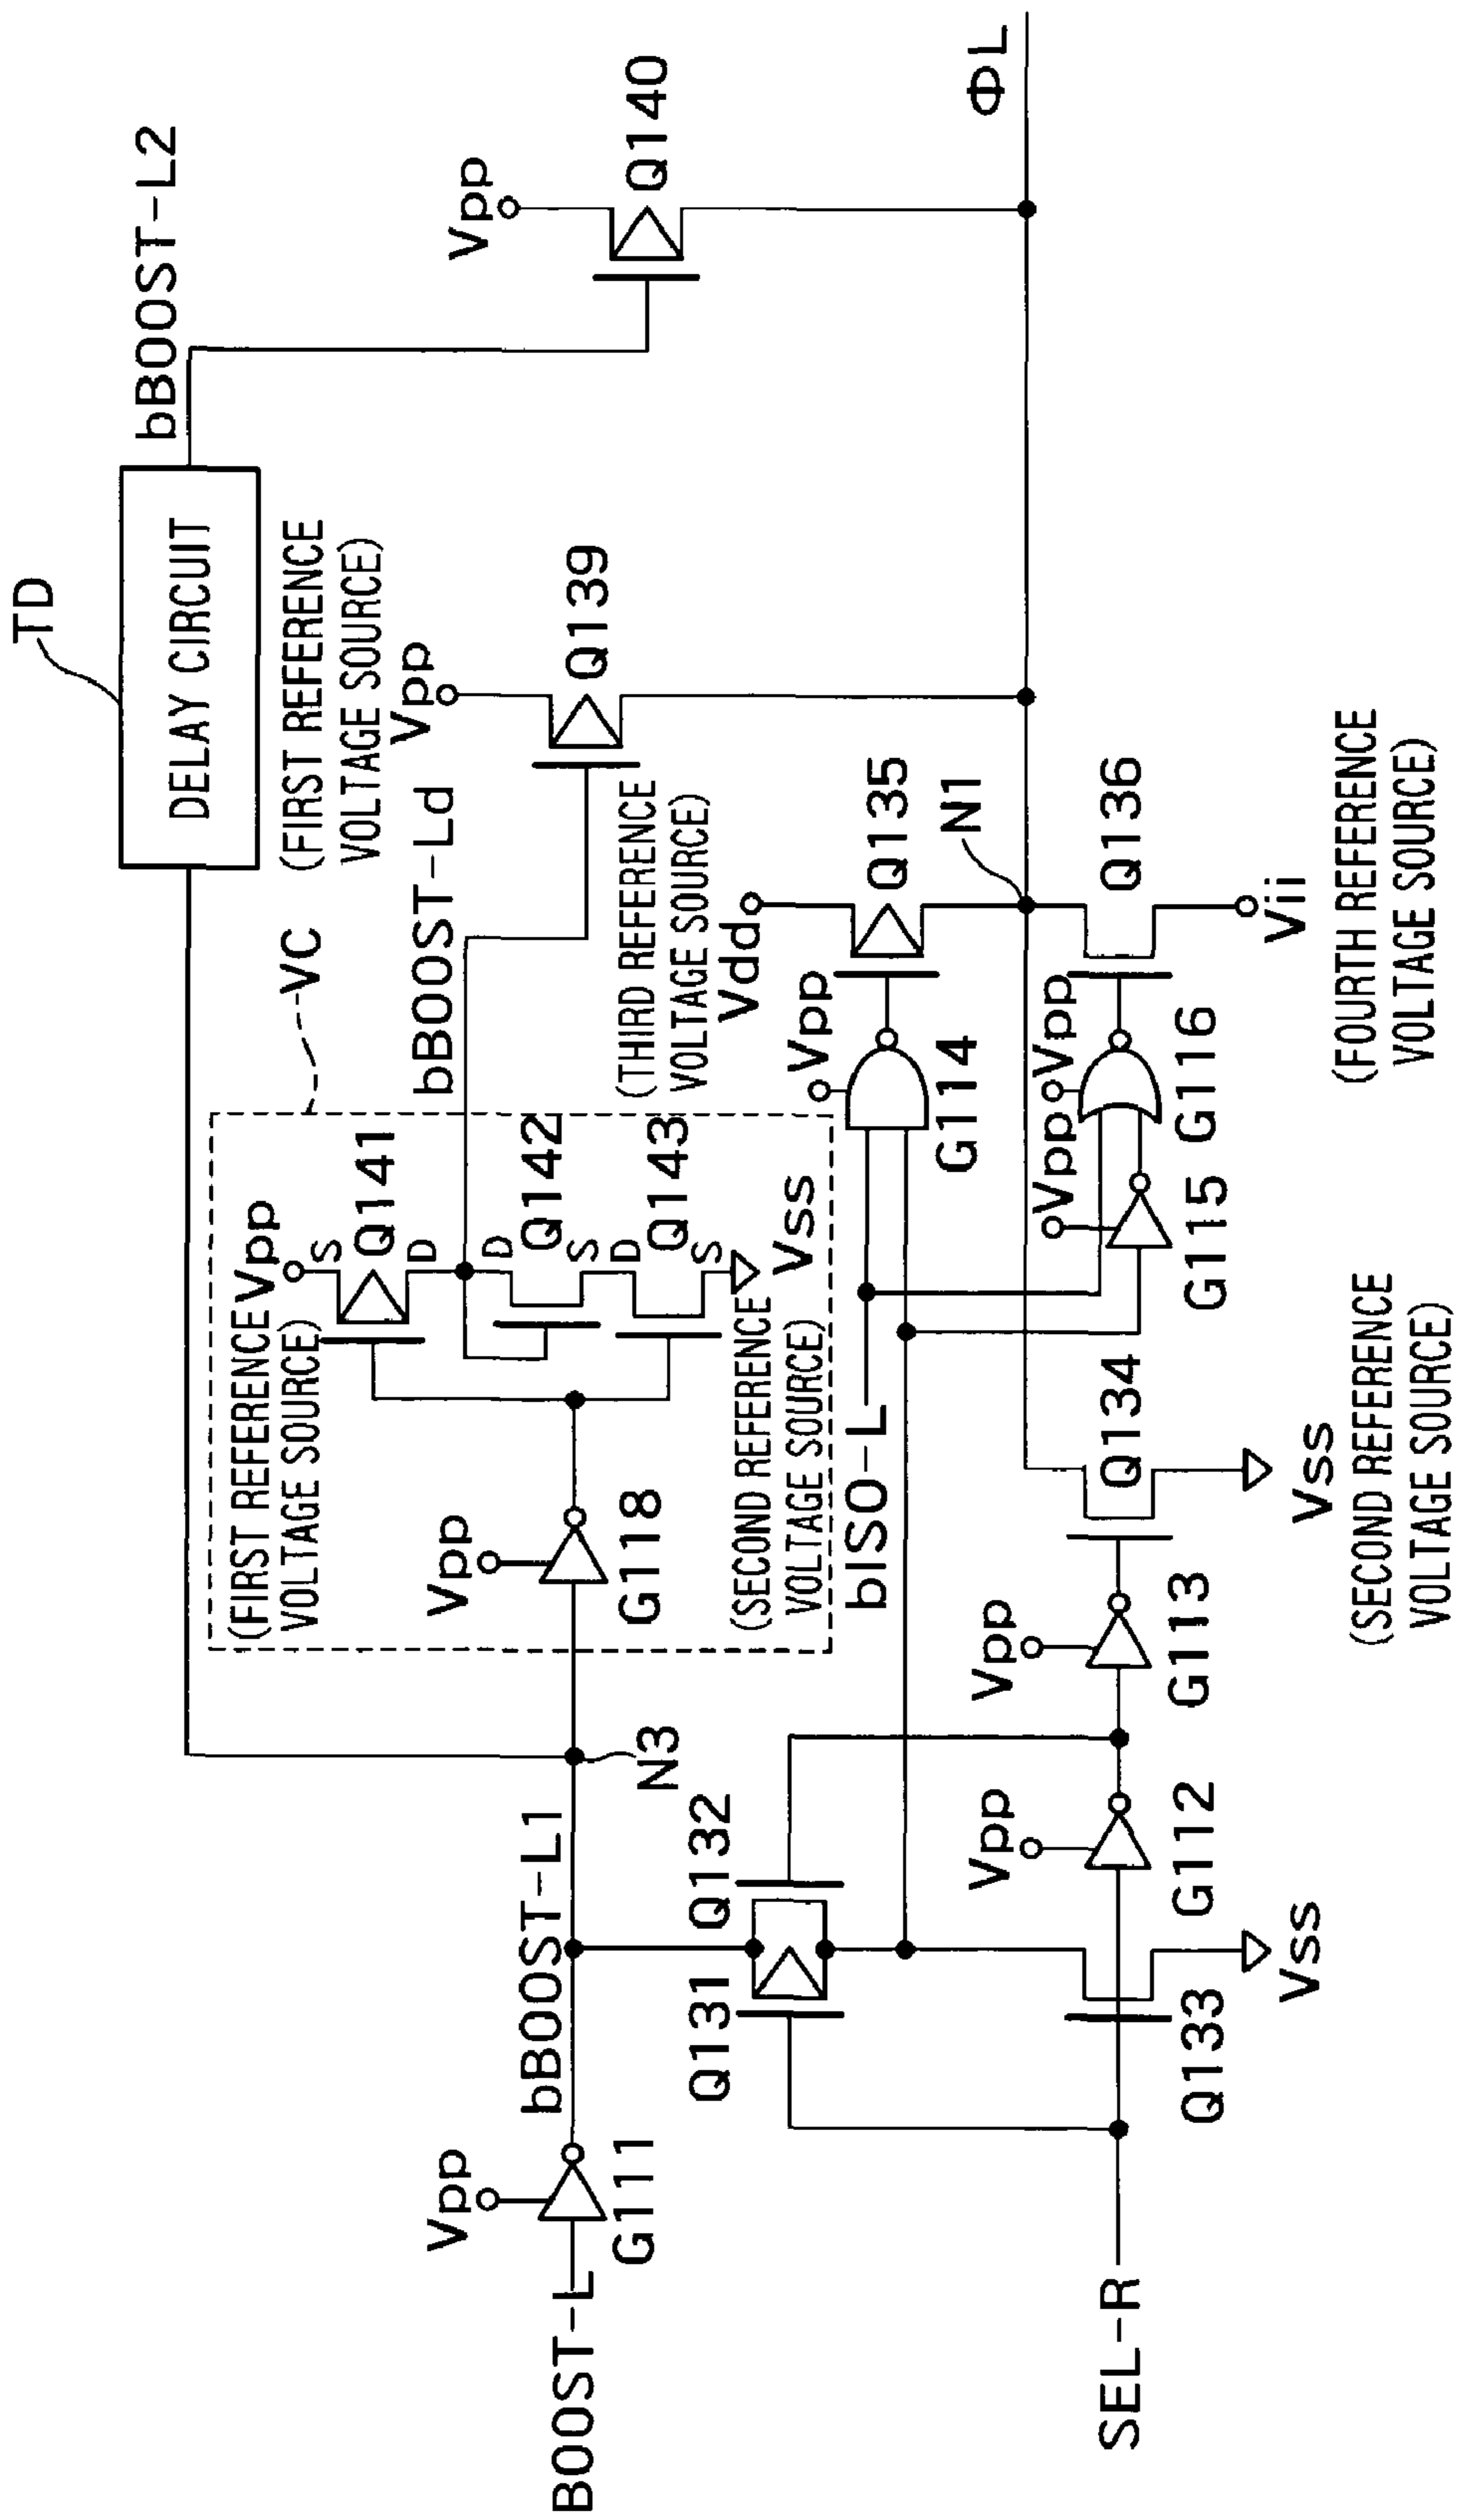 TD
DELAY CIRCUIT
bBOOST-L2
(FIRST REFERENCE
VOLTAGE SOURCE)
Vpp
Q139
Vpp
Q140
VC
bBOOST-Ld
(FIRST REFERENCE
VOLTAGE SOURCE)
Vpp
S
Q141
D
D
Q142
S
D
Q143
S
Vss
(SECOND REFERENCE
VOLTAGE SOURCE)
Vpp
G118
BOOST-L
Vpp
G111
bBOOST-L1
N3
Q131
Q132
(THIRD REFERENCE
VOLTAGE SOURCE)
Vdd
Q135
Vpp
G114
bISO-L
N1
ΦL
SEL-R
Q133
Vss
Vpp
G112
Vpp
G113
Q134
Vss
(SECOND REFERENCE
VOLTAGE SOURCE)
Vpp
G115
Vpp
G116
Q136
Vii
(FOURTH REFERENCE
VOLTAGE SOURCE)